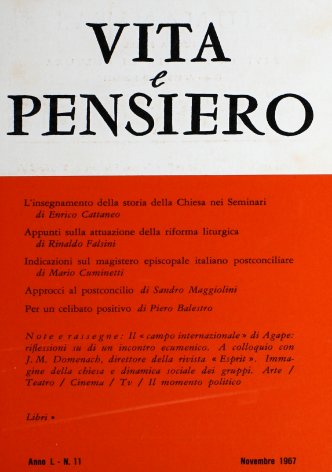 VITA
e
PENSIERO
L'insegnamento della storia della Chiesa nei Seminari
di Enrico Cattaneo
Appunti sulla attuazione della riforma liturgica
di Rinaldo Falsini
Indicazioni sul magistero episcopale italiano postconciliare
di Mario Cuminetti
Approcci al postconcilio di Sandro Maggiolini
Per un celibato positivo di Piero Balestro
Note e rassegne: Il «campo internazionale» di Agape:
riflessioni su di un incontro ecumenico. A colloquio con
J. M. Domenach, direttore della rivista «Esprit». Imma-
gine della chiesa e dinamica sociale dei gruppi. Arte /
Teatro / Cinema / Tv / Il momento politico
Libri •
Anno L - N. 11 Novembre 1967